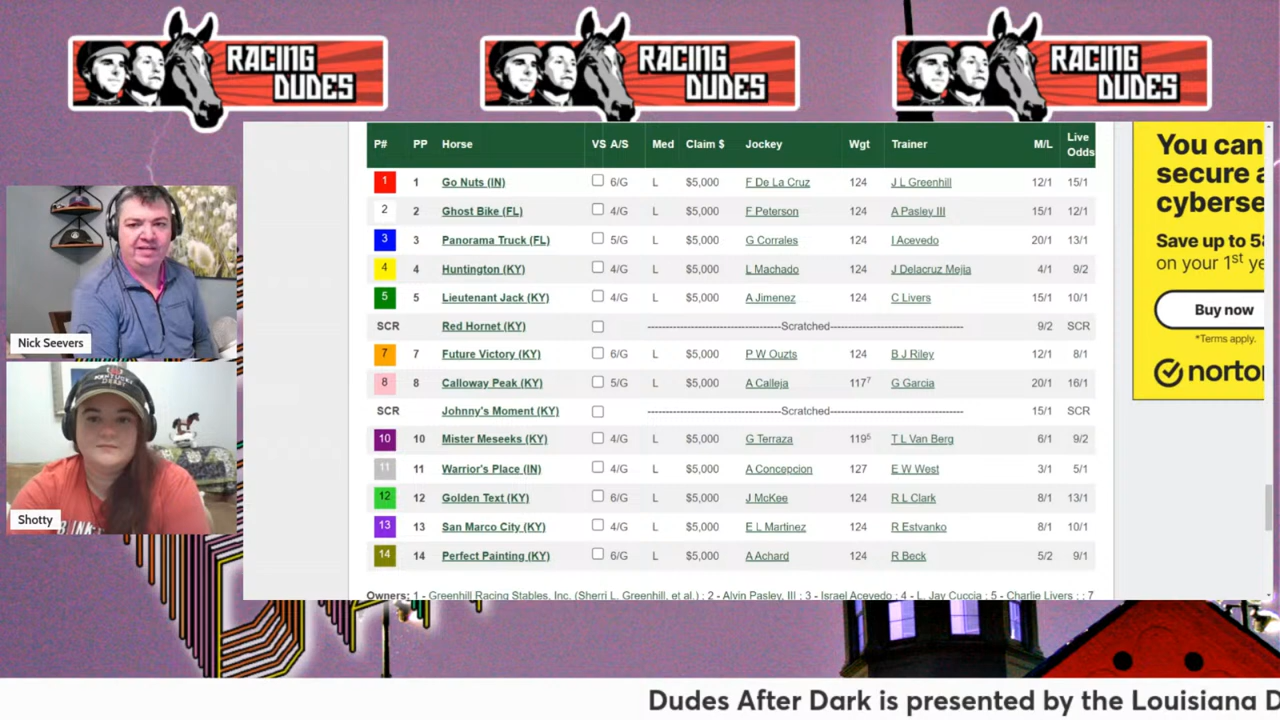 RACING DUDES
RACING DUDES
RACING DUDES
P# PP Horse VS A/S Med Claim $ Jockey Wgt Trainer M/L Live Odds
1 1 Go Nuts (IN) 6/G L $5,000 F De La Cruz 124 J L Greenhill 12/1 15/1
2 2 Ghost Bike (FL) 4/G L $5,000 F Peterson 124 A Pasley III 15/1 12/1
3 3 Panorama Truck (FL) 5/G L $5,000 G Corrales 124 I Acevedo 20/1 13/1
4 4 Huntington (KY) 4/G L $5,000 L Machado 124 J Delacruz Mejia 4/1 9/2
5 5 Lieutenant Jack (KY) 4/G L $5,000 A Jimenez 124 C Livers 15/1 10/1
SCR Red Hornet (KY) Scratched 9/2 SCR
7 7 Future Victory (KY) 6/G L $5,000 P W Ouzts 124 B J Riley 12/1 8/1
8 8 Calloway Peak (KY) 5/G L $5,000 A Calleja 117⁷ G Garcia 20/1 16/1
SCR Johnny's Moment (KY) Scratched 15/1 SCR
10 10 Mister Meseeks (KY) 4/G L $5,000 G Terraza 119⁵ T L Van Berg 6/1 9/2
11 11 Warrior's Place (IN) 4/G L $5,000 A Concepcion 127 E W West 3/1 5/1
12 12 Golden Text (KY) 6/G L $5,000 J McKee 124 R L Clark 8/1 13/1
13 13 San Marco City (KY) 4/G L $5,000 E L Martinez 124 R Estvanko 8/1 10/1
14 14 Perfect Painting (KY) 6/G L $5,000 A Achard 124 R Beck 5/2 9/1
Owners: 1 - Greenhill Racing Stables, Inc. (Sherri L. Greenhill, et al.) ; 2 - Alvin Pasley, III ; 3 - Israel Acevedo ; 4 - L. Jay Cuccia ; 5 - Charlie Livers ; ; 7
You can
secure a
cyberse
Save up to 58
on your 1st ye
Buy now
*Terms apply.
norto
Nick Seevers
KENTUCKY
DERBY
Shotty
Dudes After Dark is presented by the Louisiana D